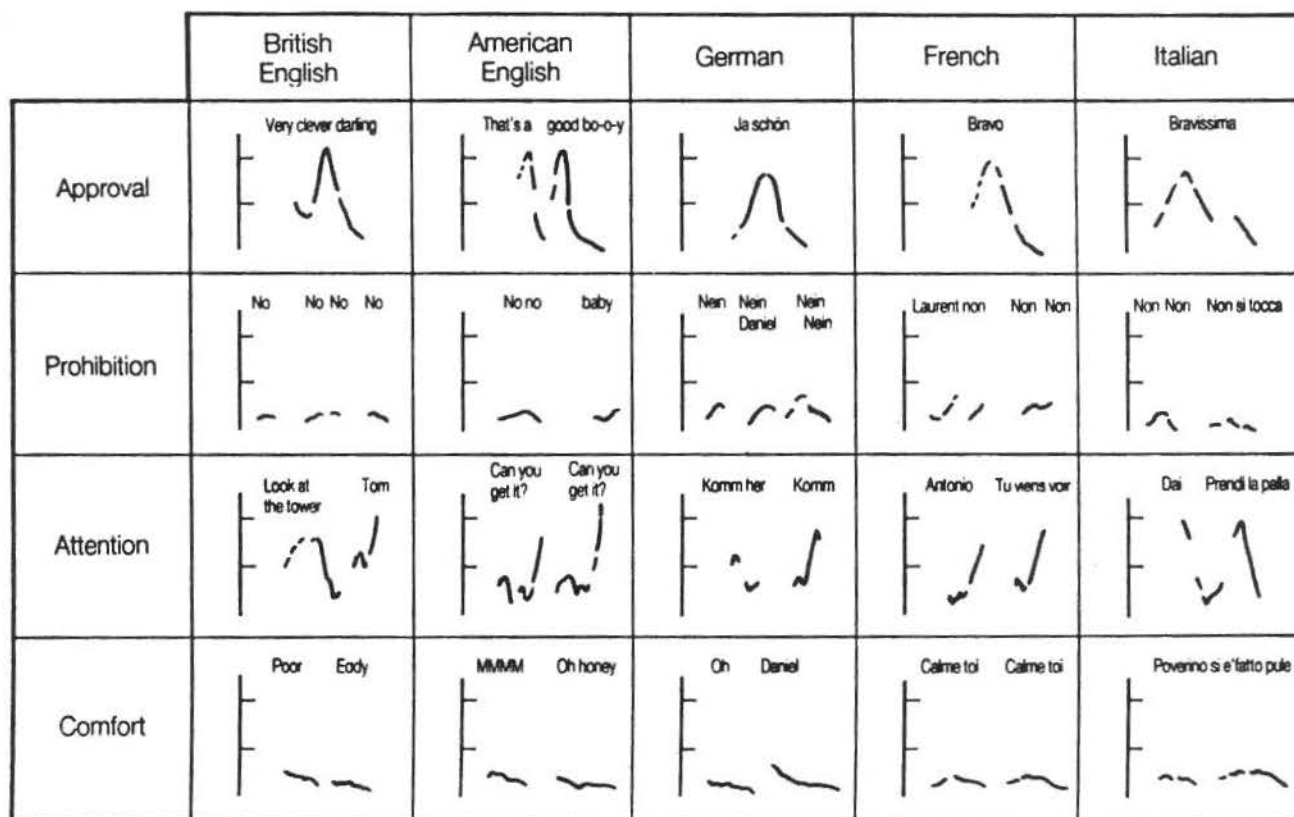 British English
American English
German
French
Italian
Approval
Very clever darling
That's a good bo-o-y
Ja schön
Bravo
Bravissima
Prohibition
No No No No
No no baby
Nein Nein Nein
Daniel Nein
Laurent non Non Non
Non Non Non si tocca
Attention
Look at Tom
the tower
Can you Can you
get it? get it?
Komm her Komm
Antonio Tu viens voir
Dai Prendi la palla
Comfort
Poor Eody
MMMM Oh honey
Oh Daniel
Calme toi Calme toi
Poverino si e'fatto pule